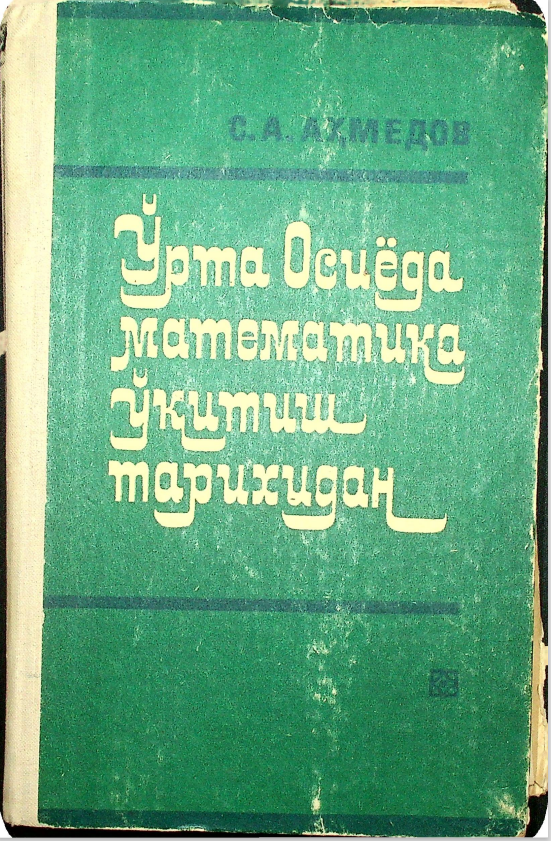 С. А. АҲМЕДОВ
Ўрта Осиёда
математика
ўқитиш
тарихидан